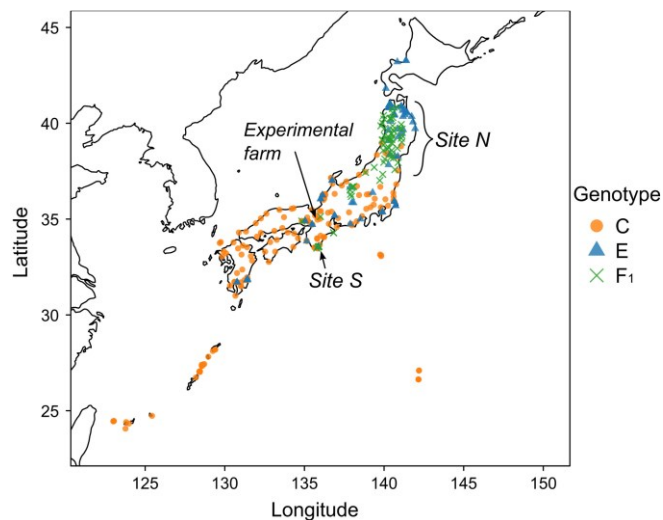 45
40
35
30
25
Latitude
125
130
135
140
145
150
Longitude
Experimental
farm
Site N
Site S
Genotype
C
E
F1